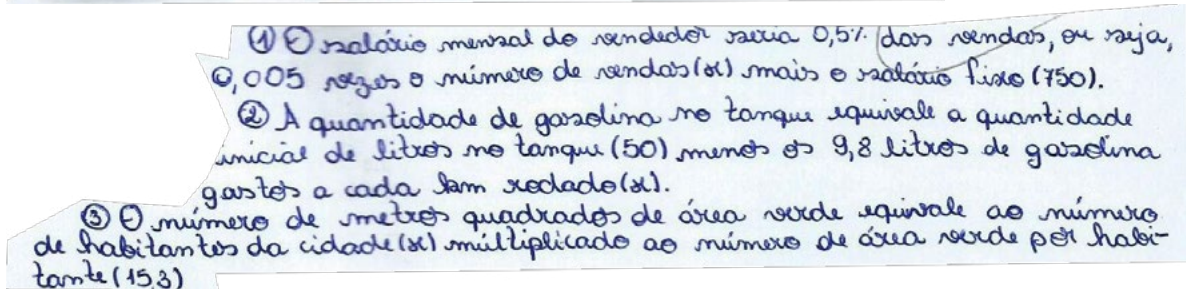 ① O salário mensal do vendedor seria 0,5% das vendas, ou seja,
0,005 vezes o número de vendas (x) mais o salário fixo (750).
② A quantidade de gasolina no tanque equivale a quantidade
inicial de litros no tanque (50) menos os 9,8 litros de gasolina
gastos a cada km rodado (x).
③ O número de metros quadrados de área verde equivale ao número
de habitantes da cidade (x) múltiplicado ao número de área verde por habi-
tante (15,3)